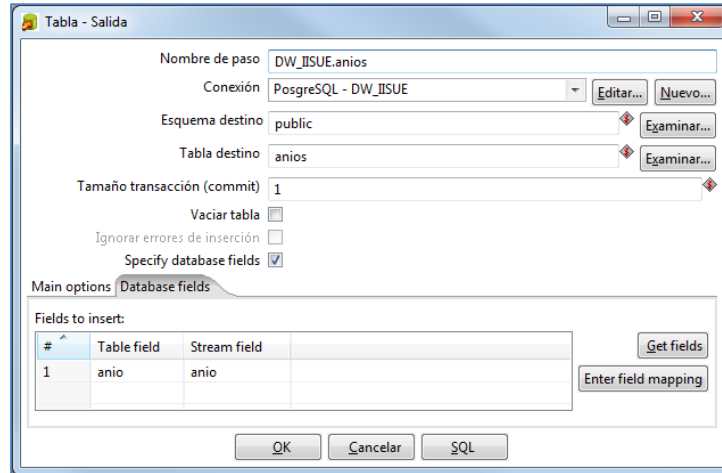 Tabla - Salida
Nombre de paso DW_IISUE.anios
Conexión PosgreSQL - DW_IISUE Editar... Nuevo...
Esquema destino public Examinar...
Tabla destino anios Examinar...
Tamaño transacción (commit) 1
Vaciar tabla
Ignorar errores de inserción
Specify database fields
Main options Database fields
Fields to insert:
# Table field Stream field Get fields
1 anio anio Enter field mapping
OK Cancelar SQL